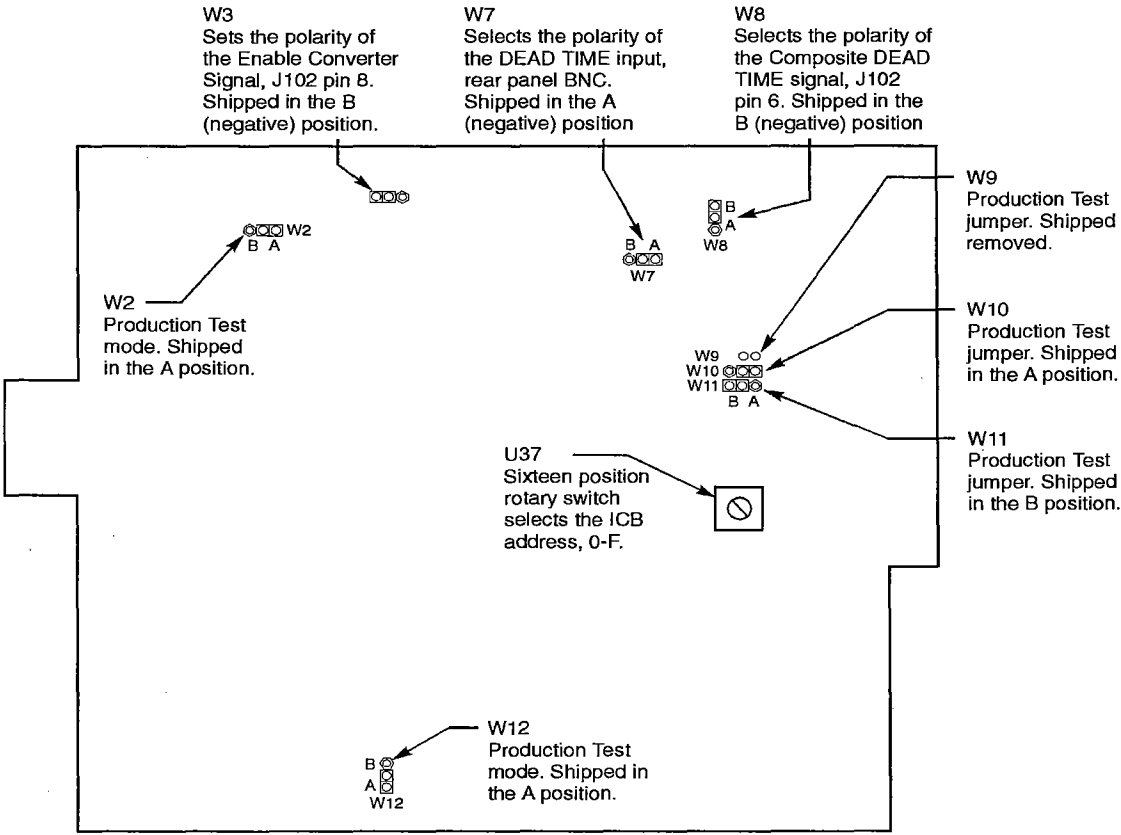 W3
Sets the polarity of
the Enable Converter
Signal, J102 pin 8.
Shipped in the B
(negative) position.
W7
Selects the polarity of
the DEAD TIME input,
rear panel BNC.
Shipped in the A
(negative) position
W8
Selects the polarity of
the Composite DEAD
TIME signal, J102
pin 6. Shipped in the
B (negative) position
W9
Production Test
jumper. Shipped
removed.
W2
B A
B
A
W8
B A
W7
W2
Production Test
mode. Shipped
in the A position.
W10
Production Test
jumper. Shipped
in the A position.
W9
W10
W11
B A
W11
Production Test
jumper. Shipped
in the B position.
U37
Sixteen position
rotary switch
selects the ICB
address, 0-F.
W12
Production Test
mode. Shipped in
the A position.
B
A
W12